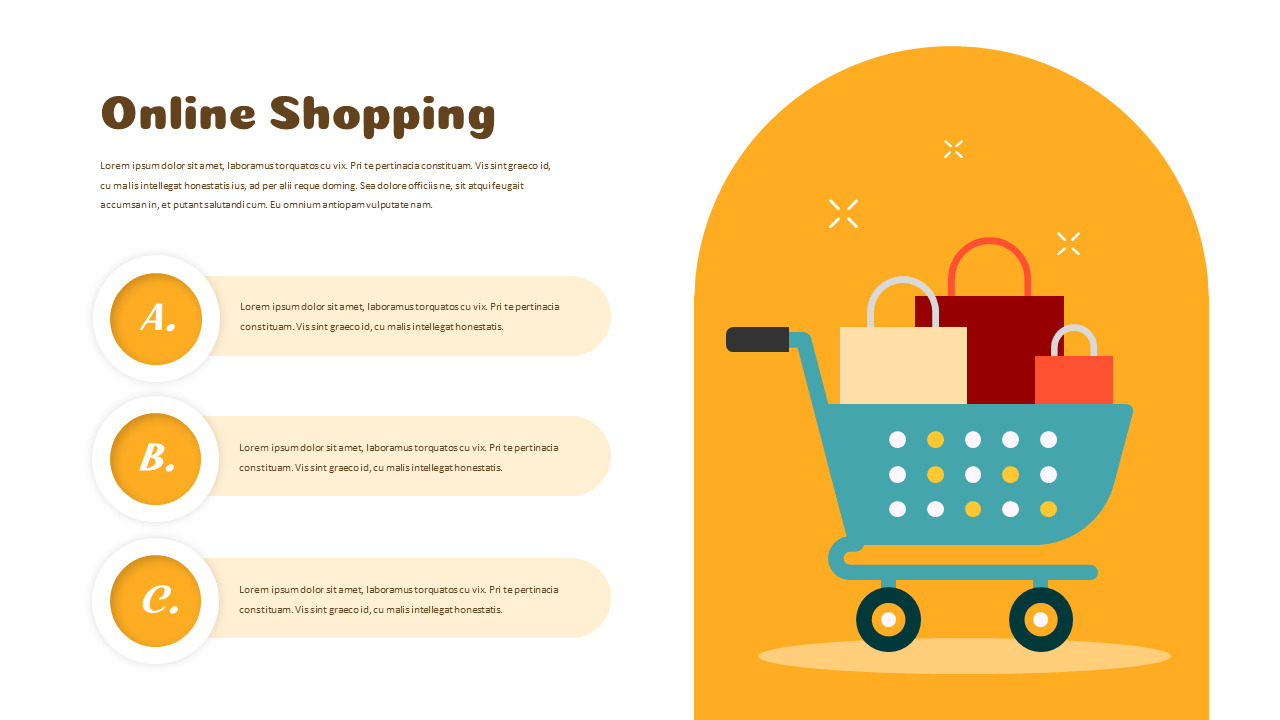 Online Shopping
Lorem ipsum dolor sit amet, laboramus torquatos cu vix. Pri te pertinacia constituam. Vis sint graeco id,
cu malis intellegat honestatis ius, ad per alii reque doming. Sea dolore officiis ne, sit atqui feugait
accumsan in, et putant salutandi cum. Eu omnium antiopam vulputate nam.
A.
Lorem ipsum dolor sit amet, laboramus torquatos cu vix. Pri te pertinacia
constituam. Vis sint graeco id, cu malis intellegat honestatis.
B.
Lorem ipsum dolor sit amet, laboramus torquatos cu vix. Pri te pertinacia
constituam. Vis sint graeco id, cu malis intellegat honestatis.
C.
Lorem ipsum dolor sit amet, laboramus torquatos cu vix. Pri te pertinacia
constituam. Vis sint graeco id, cu malis intellegat honestatis.